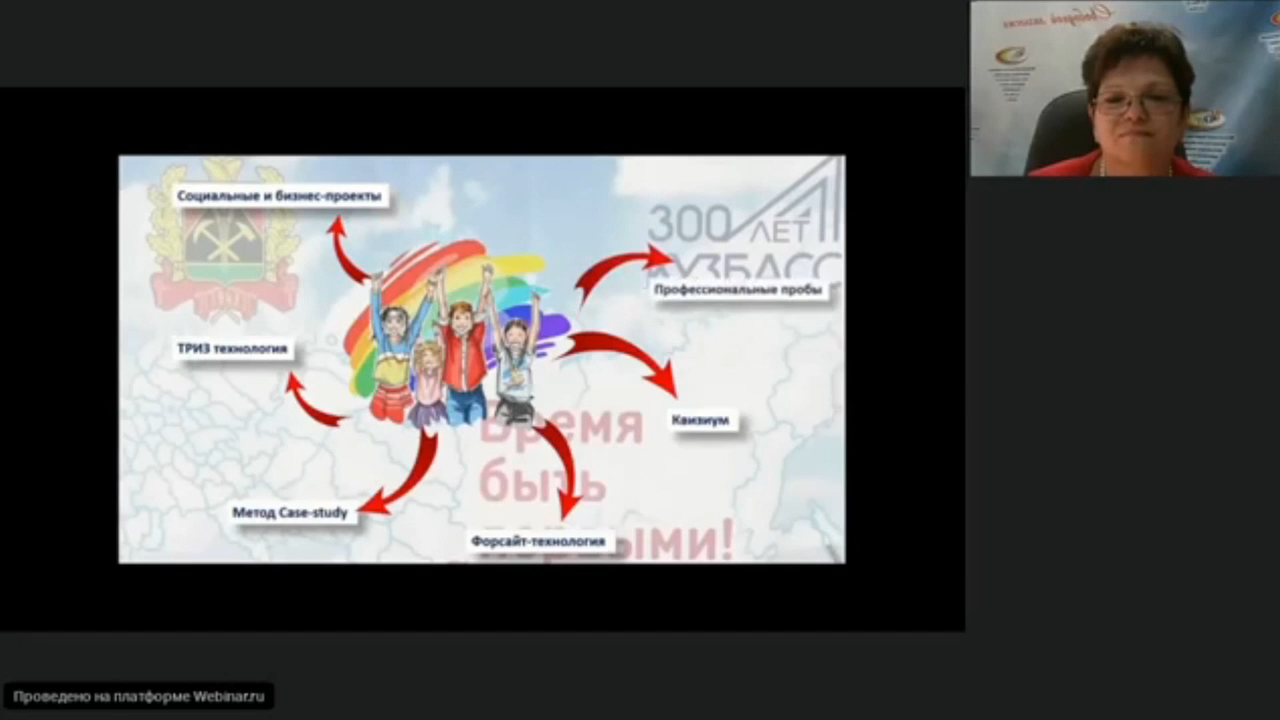 Социальные и бизнес-проекты
300 ЛЕТ
КУЗБАСС
Профессиональные пробы
ТРИЗ технология
Квизиум
Время
быть
первыми!
Метод Case-study
Форсайт-технология
Проведено на платформе Webinar.ru